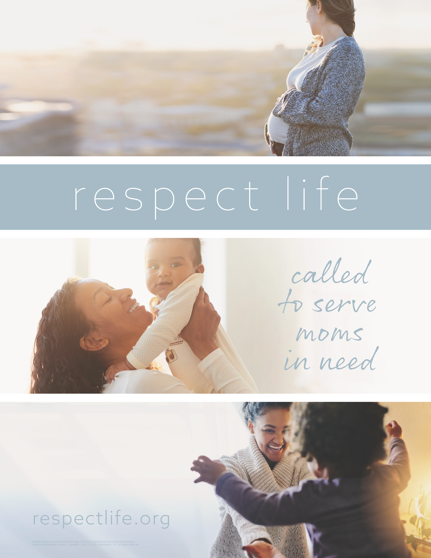 respect life
called
to serve
moms
in need
respectlife.org